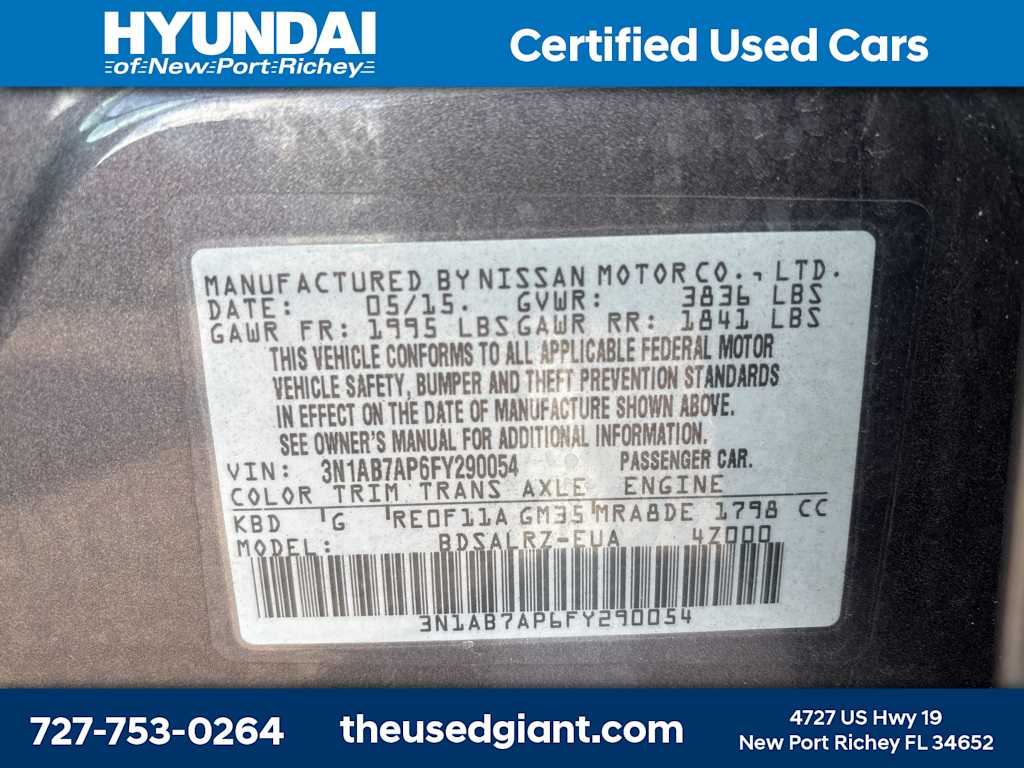 HYUNDAI
of New Port Richey
Certified Used Cars
MANUFACTURED BY NISSAN MOTOR CO., LTD.
DATE: 05/15. GVWR: 3836 LBS
GAWR FR: 1995 LBS GAWR RR: 1841 LBS
THIS VEHICLE CONFORMS TO ALL APPLICABLE FEDERAL MOTOR
VEHICLE SAFETY, BUMPER AND THEFT PREVENTION STANDARDS
IN EFFECT ON THE DATE OF MANUFACTURE SHOWN ABOVE.
SEE OWNER'S MANUAL FOR ADDITIONAL INFORMATION.
VIN: 3N1AB7AP6FY290054 PASSENGER CAR.
COLOR TRIM TRANS AXLE ENGINE
KBD G RE0F11A GM35 MRA8DE 1798 CC
MODEL: BDSALRZ-EUA 4Z000
3N1AB7AP6FY290054
727-753-0264
theusedgiant.com
4727 US Hwy 19
New Port Richey FL 34652